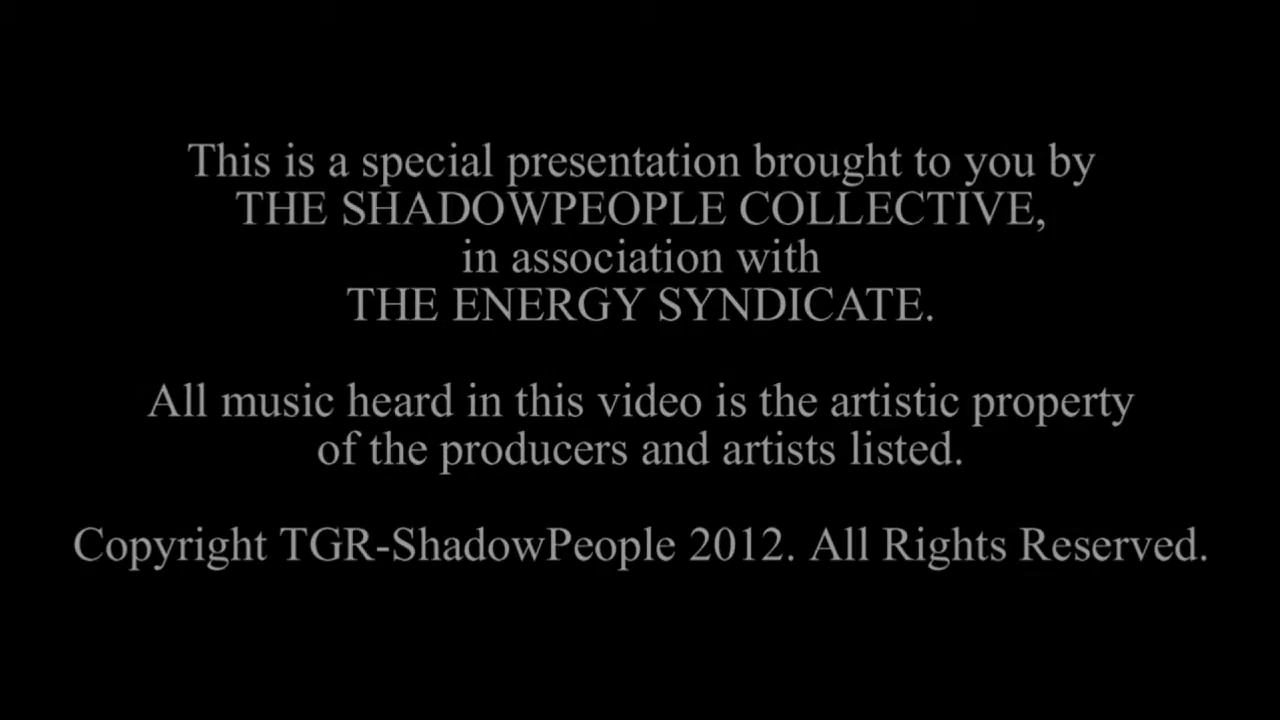 This is a special presentation brought to you by
THE SHADOWPEOPLE COLLECTIVE,
in association with
THE ENERGY SYNDICATE.
All music heard in this video is the artistic property
of the producers and artists listed.
Copyright TGR-ShadowPeople 2012. All Rights Reserved.